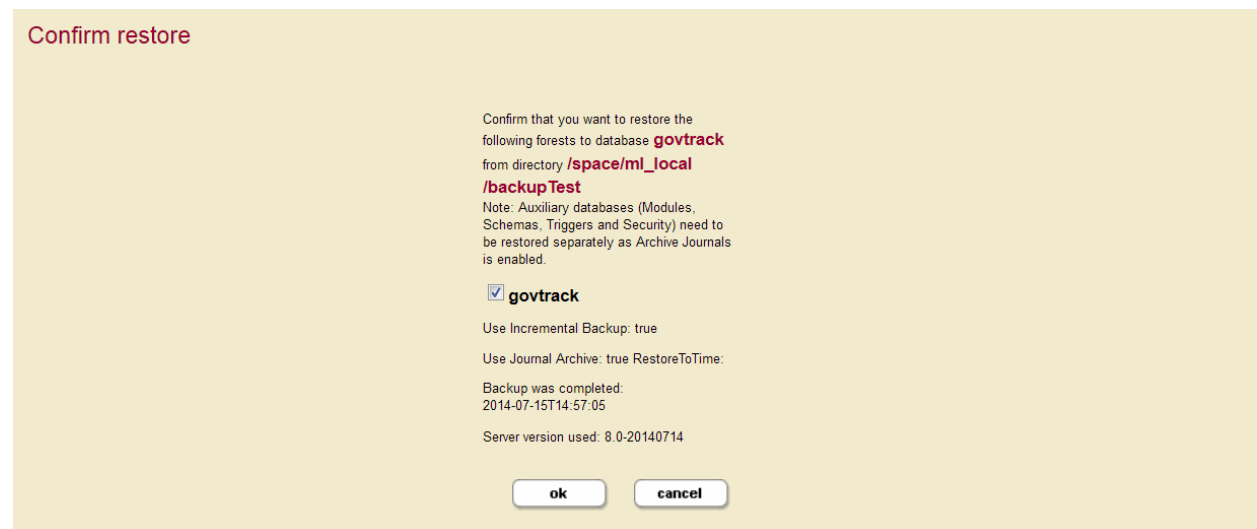 Confirm restore
Confirm that you want to restore the
following forests to database govtrack
from directory /space/ml_local
/backupTest
Note: Auxiliary databases (Modules,
Schemas, Triggers and Security) need to
be restored separately as Archive Journals
is enabled.
govtrack
Use Incremental Backup: true
Use Journal Archive: true RestoreToTime:
Backup was completed:
2014-07-15T14:57:05
Server version used: 8.0-20140714
ok cancel